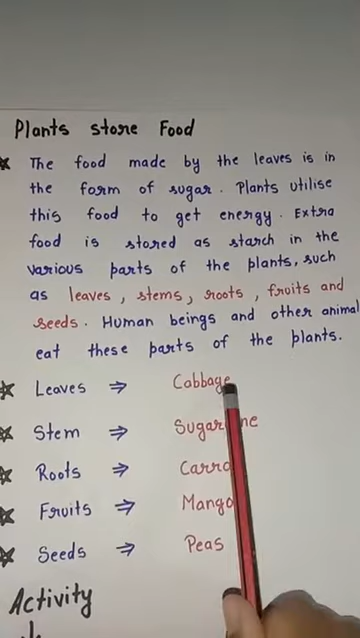 Plants store Food
The food made by the leaves is in
the form of sugar. Plants utilise
this food to get energy. Extra
food is stored as starch in the
various parts of the plants, such
as leaves, stems, roots, fruits and
seeds. Human beings and other animal
eat these parts of the plants.
Leaves ⇒ Cabbage
Stem ⇒
Roots ⇒
Fruits ⇒ Mango
Seeds ⇒ Peas
Activity